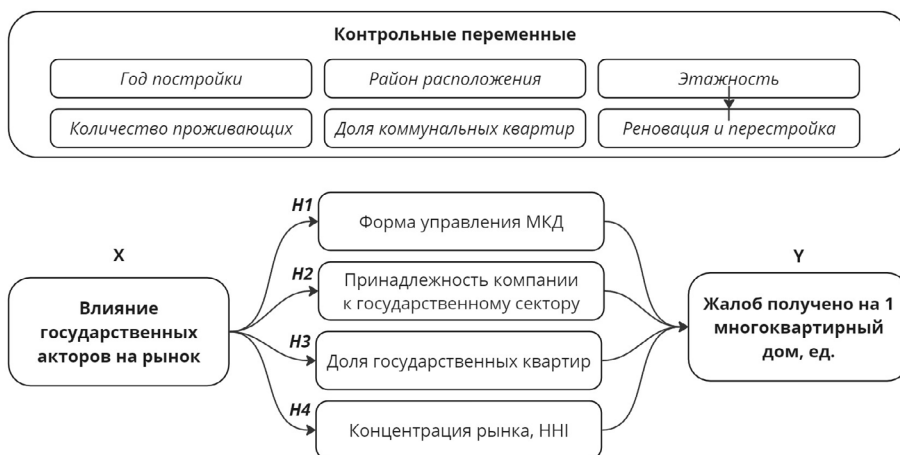 Контрольные переменные
Год постройки
Район расположения
Этажность
Количество проживающих
Доля коммунальных квартир
Реновация и перестройка
X
Влияние
государственных
акторов на рынок
H1
Форма управления МКД
H2
Принадлежность компании
к государственному сектору
H3
Доля государственных квартир
H4
Концентрация рынка, HHI
Y
Жалоб получено на 1
многоквартирный
дом, ед.